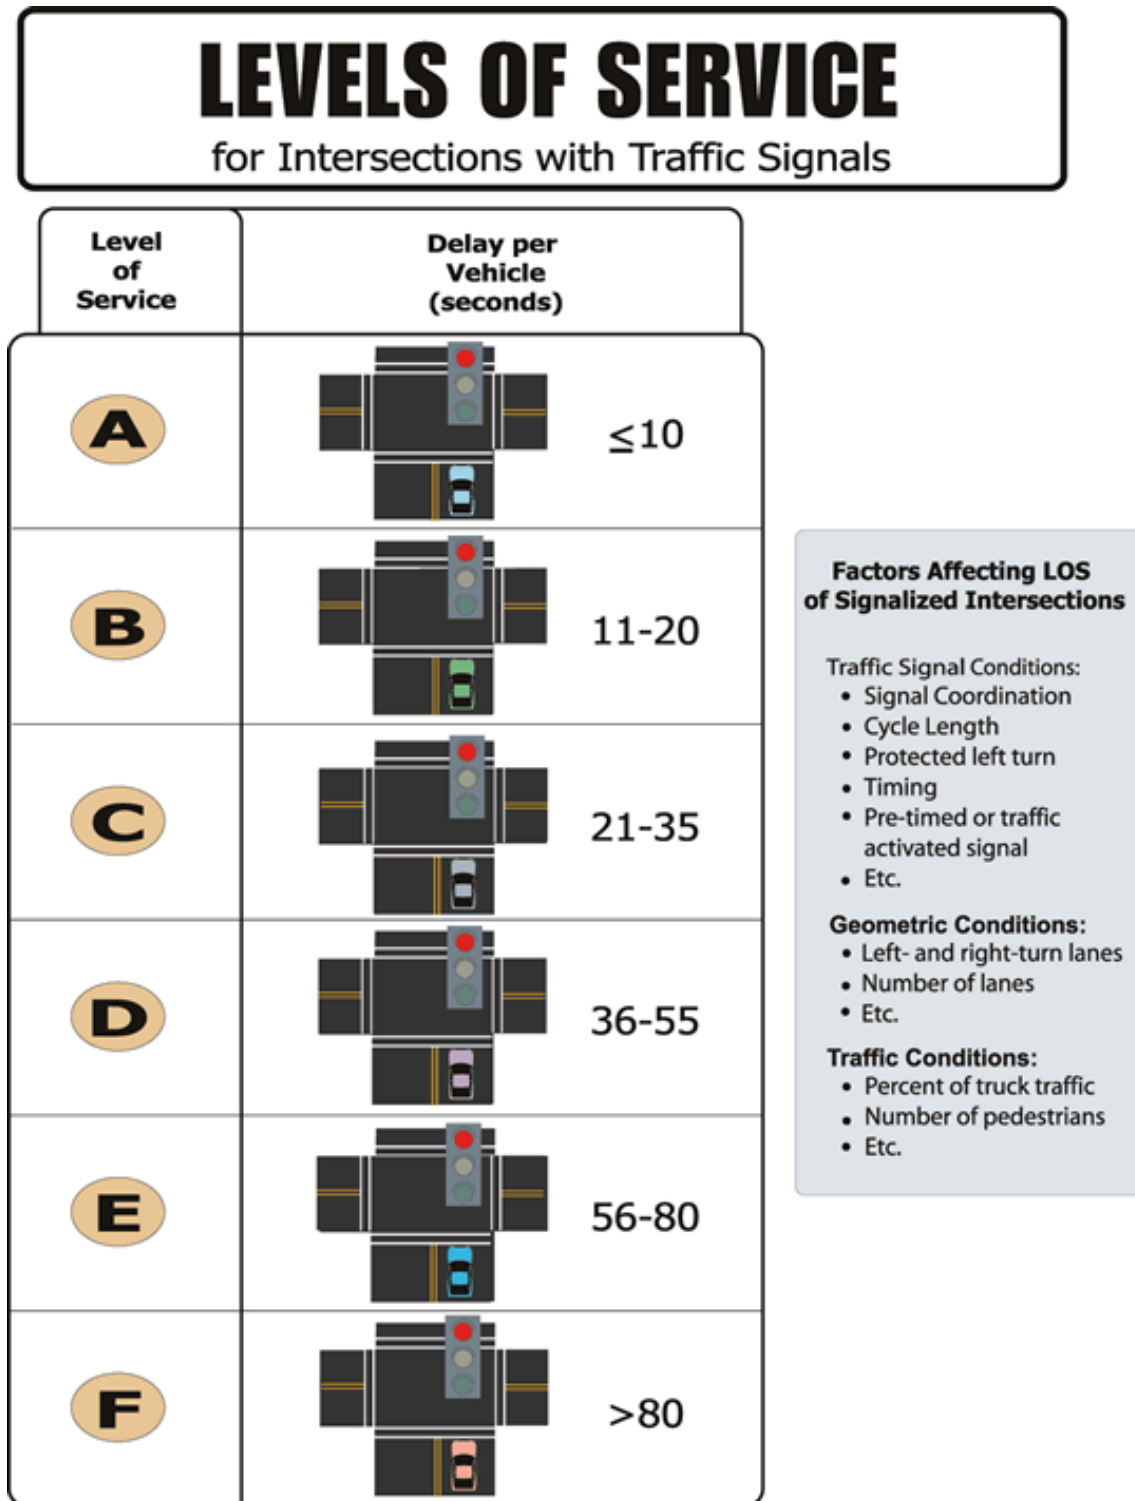 LEVELS OF SERVICE
for Intersections with Traffic Signals
Level
of
Service
Delay per
Vehicle
(seconds)
A
≤10
B
11-20
C
21-35
D
36-55
E
56-80
F
>80
Factors Affecting LOS
of Signalized Intersections
Traffic Signal Conditions:
• Signal Coordination
• Cycle Length
• Protected left turn
• Timing
• Pre-timed or traffic
activated signal
• Etc.
Geometric Conditions:
• Left- and right-turn lanes
• Number of lanes
• Etc.
Traffic Conditions:
• Percent of truck traffic
• Number of pedestrians
• Etc.